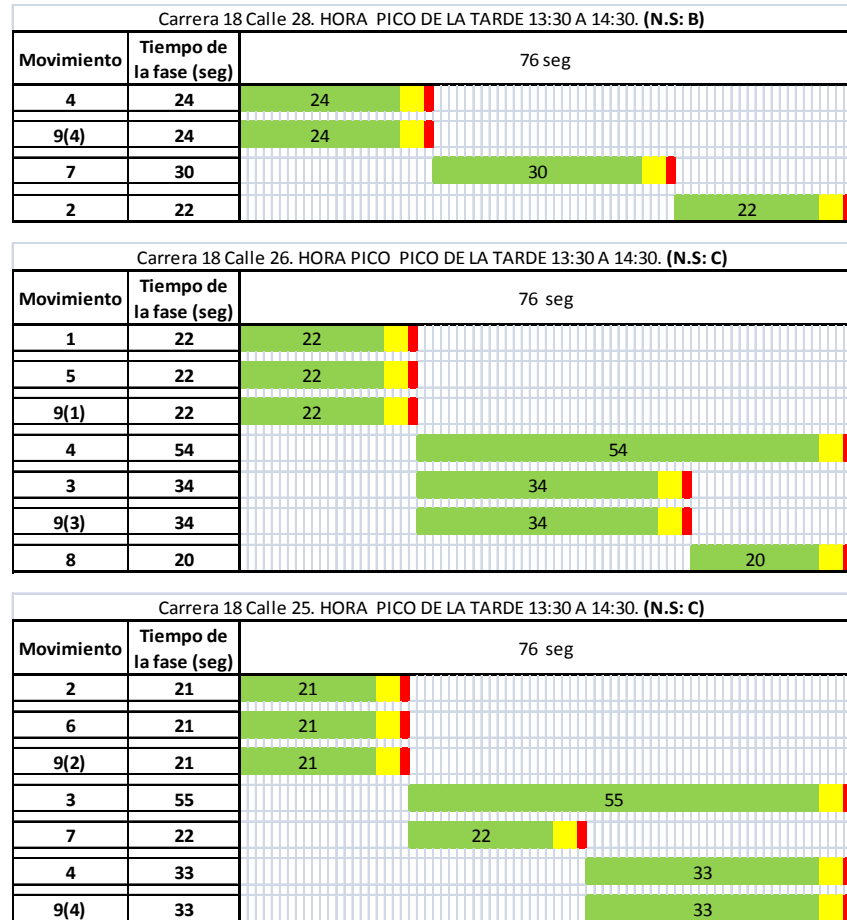 Carrera 18 Calle 28. HORA PICO DE LA TARDE 13:30 A 14:30. (N.S: B)
Movimiento Tiempo de la fase (seg) 76 seg
4 24 24
9(4) 24 24
7 30 30
2 22 22
Carrera 18 Calle 26. HORA PICO PICO DE LA TARDE 13:30 A 14:30. (N.S: C)
Movimiento Tiempo de la fase (seg) 76 seg
1 22 22
5 22 22
9(1) 22 22
4 54 54
3 34 34
9(3) 34 34
8 20 20
Carrera 18 Calle 25. HORA PICO DE LA TARDE 13:30 A 14:30. (N.S: C)
Movimiento Tiempo de la fase (seg) 76 seg
2 21 21
6 21 21
9(2) 21 21
3 55 55
7 22 22
4 33 33
9(4) 33 33